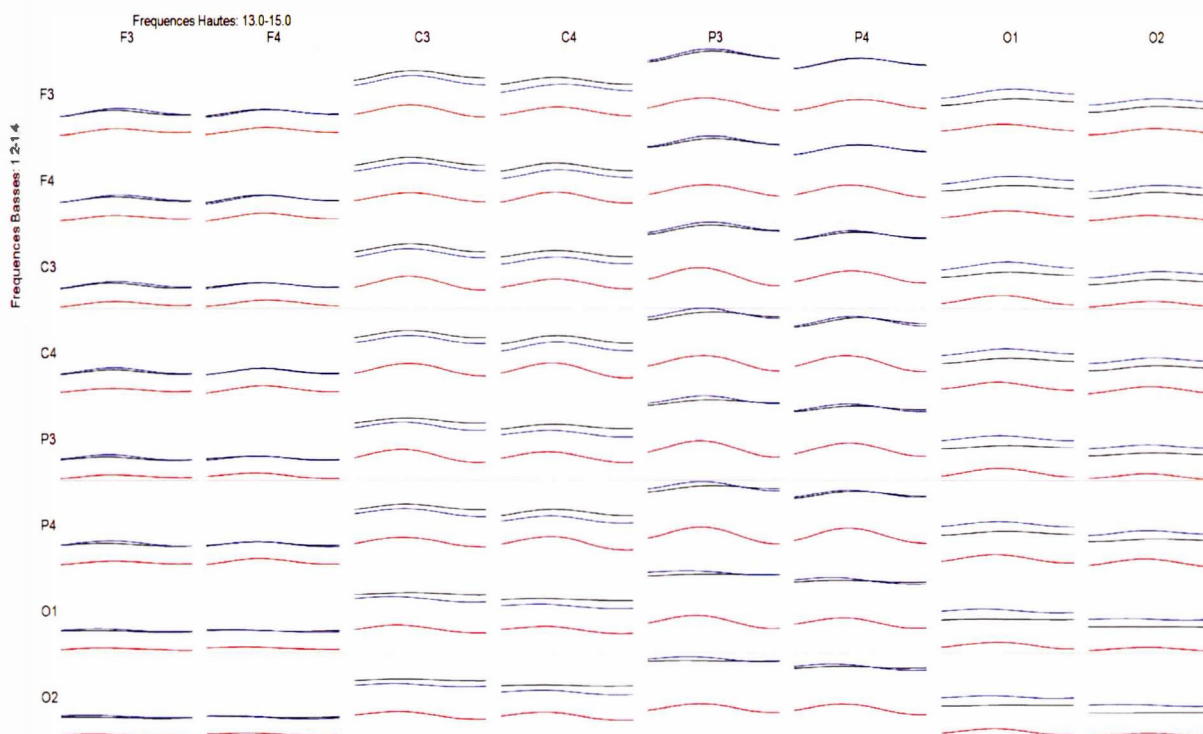 Frequences Hautes: 13.0-15.0
F3 F4 C3 C4 P3 P4 O1 O2
Frequences Basses: 1.2-1.4
F3
F4
C3
C4
P3
P4
O1
O2